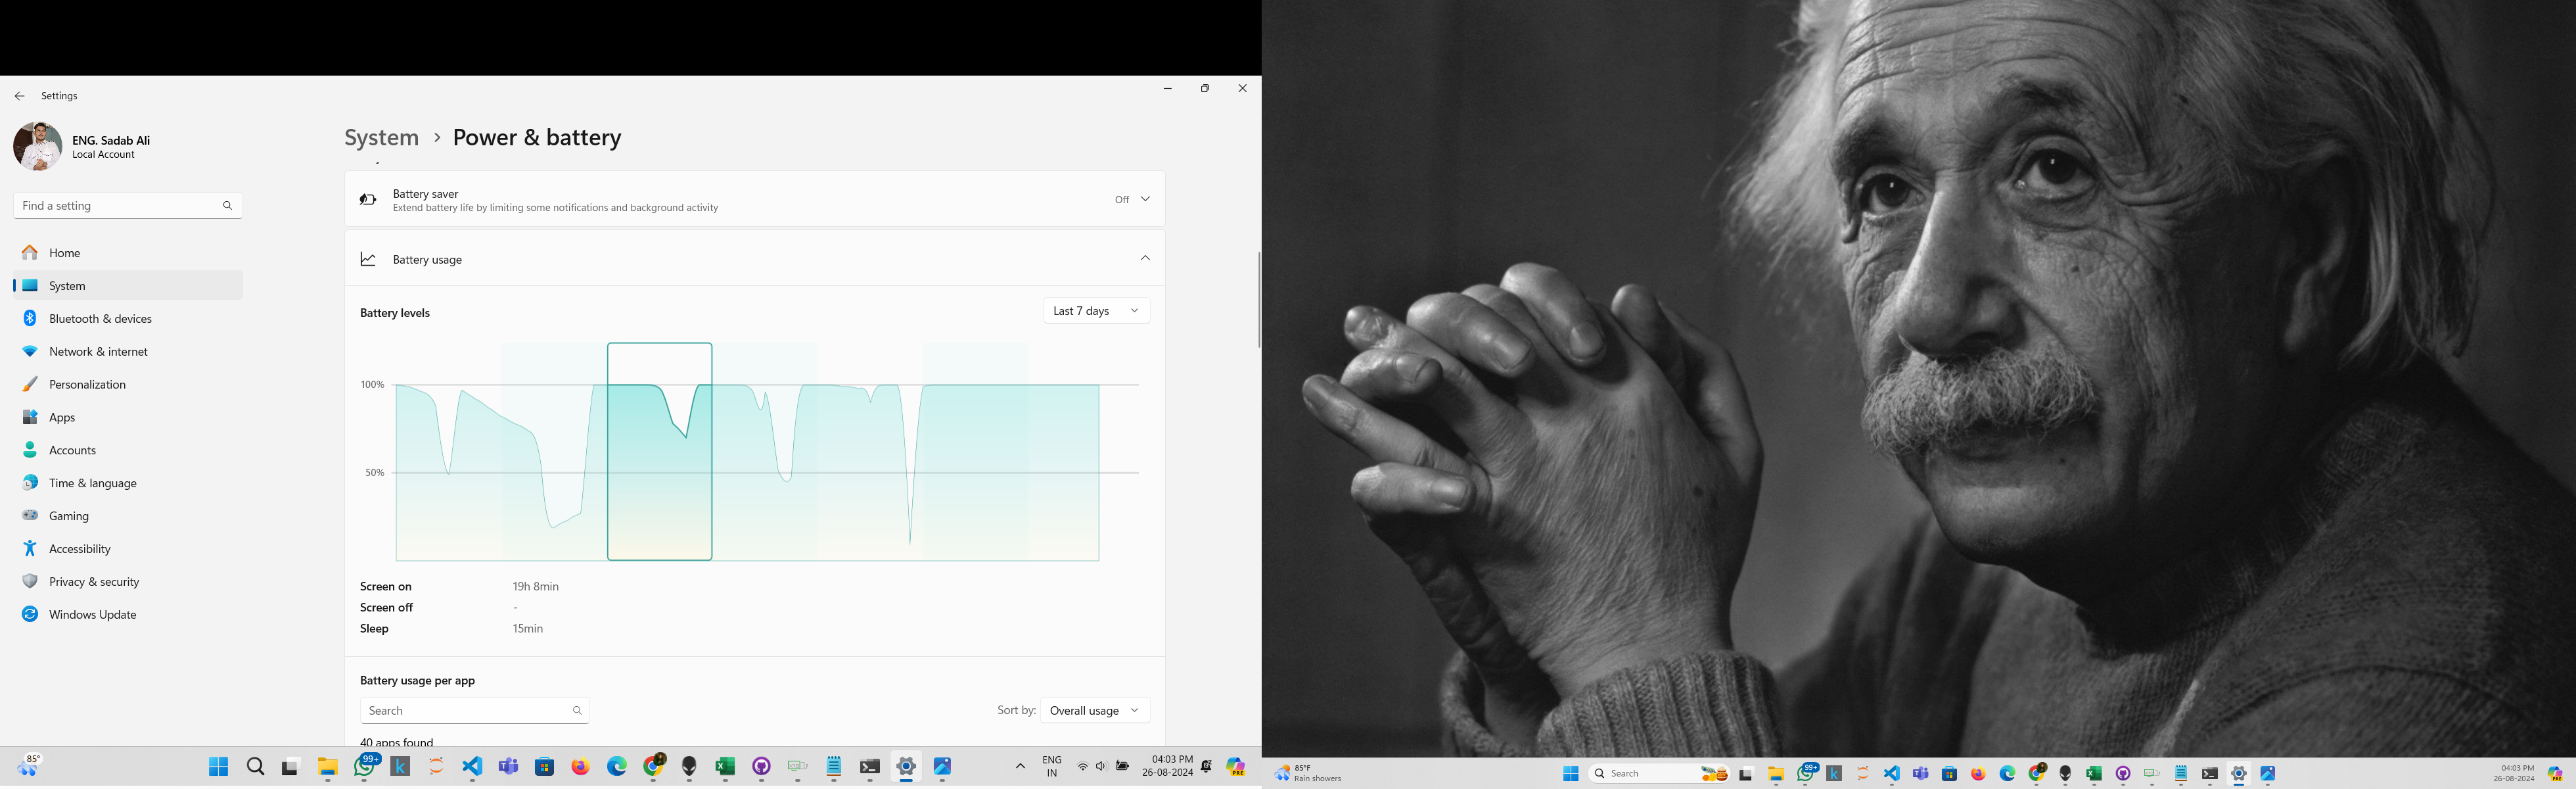 Settings
ENG. Sadab Ali
Local Account
Find a setting
Home
System
Bluetooth & devices
Network & internet
Personalization
Apps
Accounts
Time & language
Gaming
Accessibility
Privacy & security
Windows Update
System > Power & battery
Battery saver
Extend battery life by limiting some notifications and background activity
Off
Battery usage
Battery levels
Last 7 days
100%
50%
Screen on 19h 8min
Screen off -
Sleep 15min
Battery usage per app
Search
Sort by: Overall usage
40 apps found
85°
99+
ENG
IN
04:03 PM
26-08-2024
PRE
85°F
Rain showers
Search
99+
04:03 PM
26-08-2024
PRE